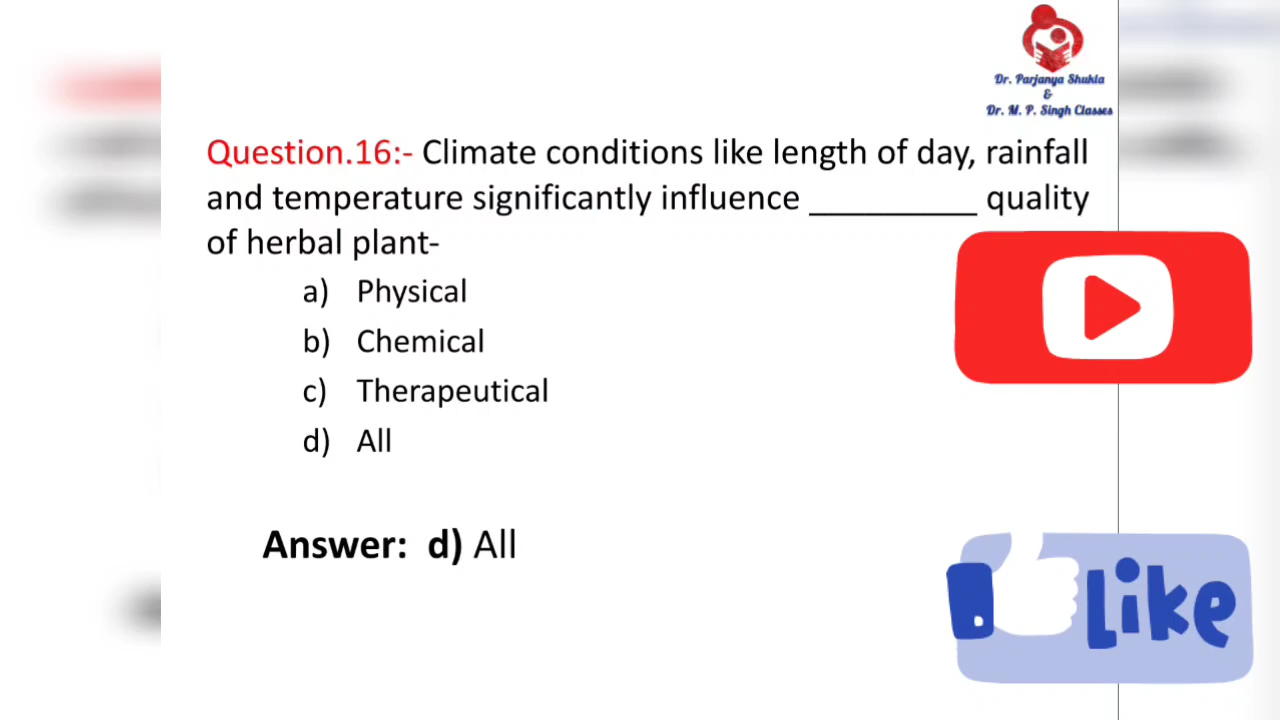 Dr. Parjanya Shukla
&
Dr. M. P. Singh Classes
Question.16:- Climate conditions like length of day, rainfall
and temperature significantly influence __________ quality
of herbal plant-
a) Physical
b) Chemical
c) Therapeutical
d) All
Answer: d) All
Like